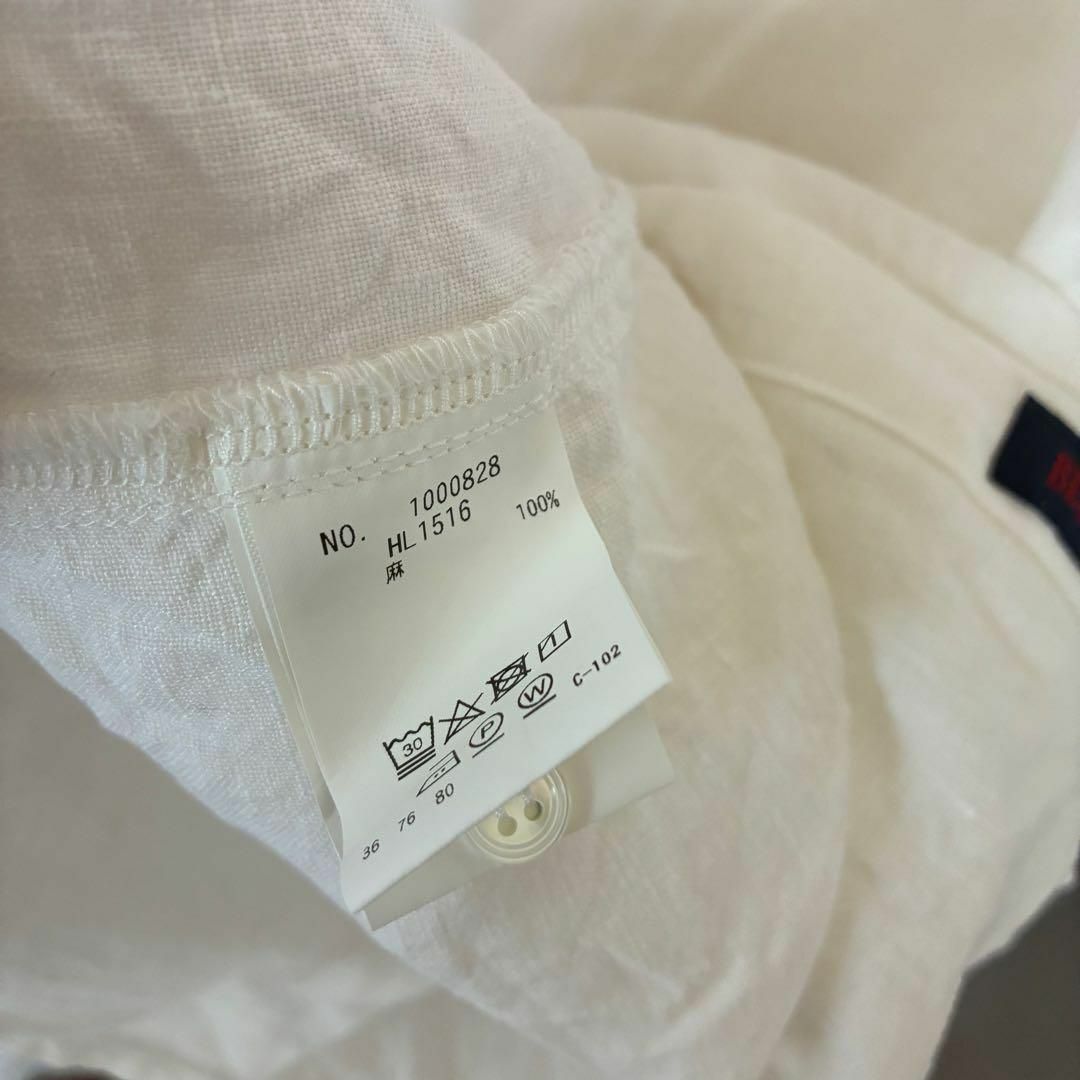 NO. 1000828
HL1516
麻 100%
30
P W C-102
36 76 80